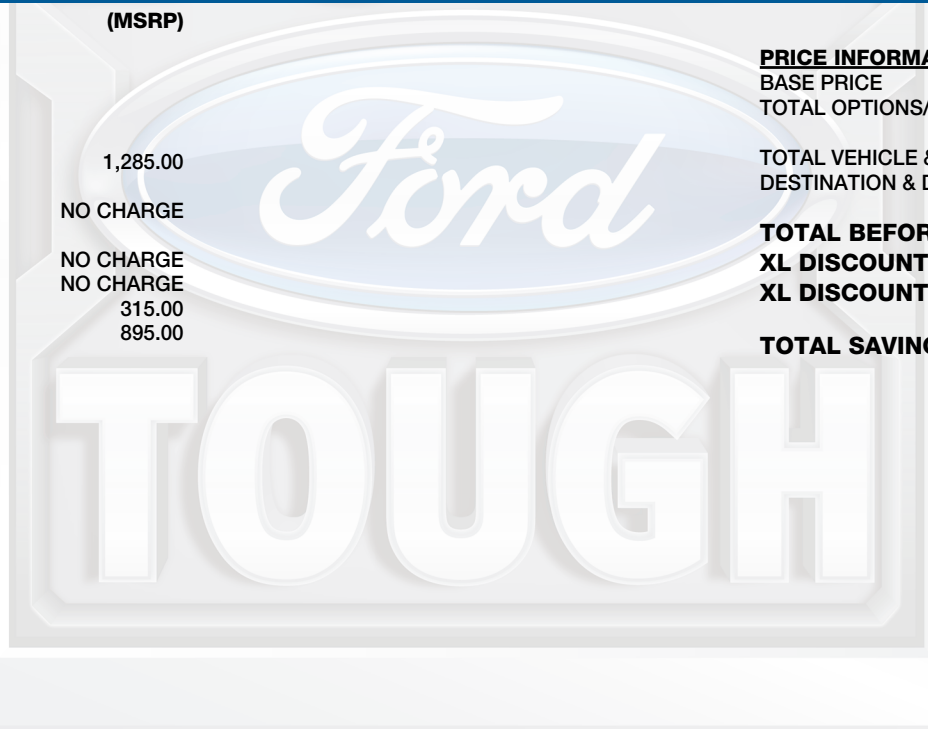 (MSRP)
1,285.00
NO CHARGE
NO CHARGE
NO CHARGE
315.00
895.00
PRICE INFORMA
BASE PRICE
TOTAL OPTIONS/
TOTAL VEHICLE &
DESTINATION & D
TOTAL BEFOR
XL DISCOUNT
XL DISCOUNT
TOTAL SAVING
Ford
TOUGH